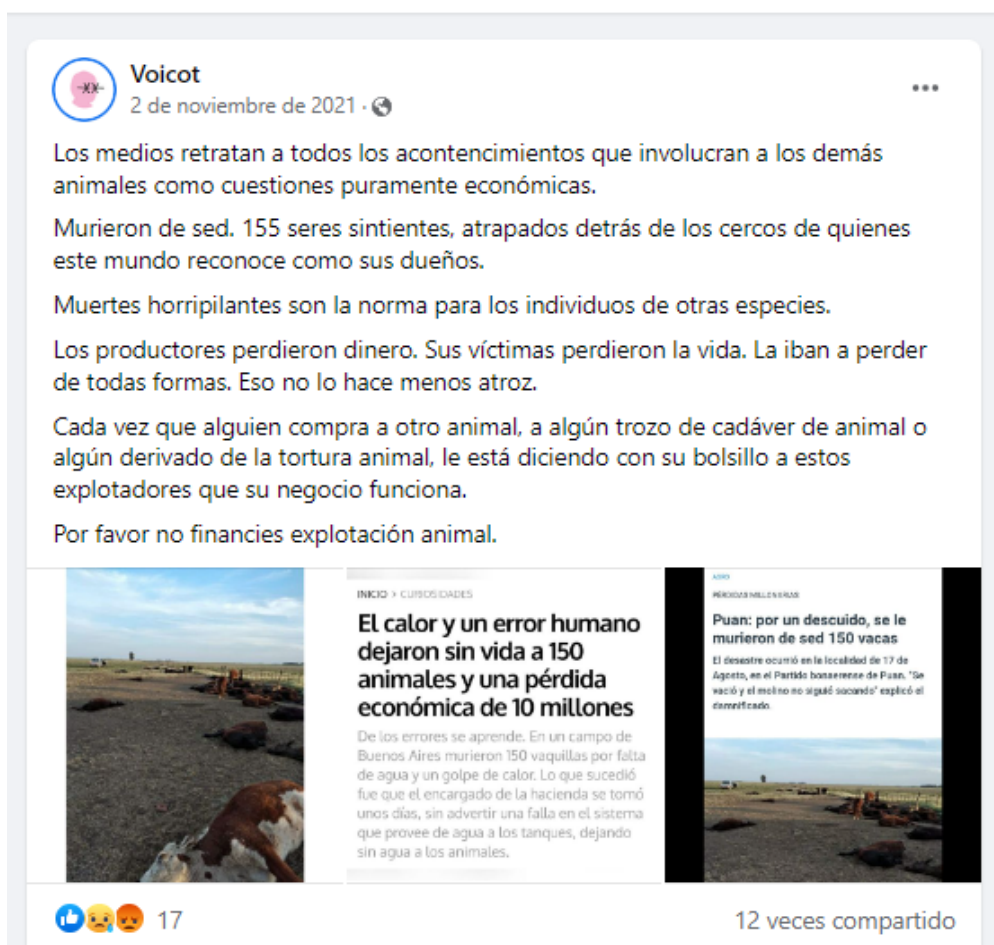 Voicot
2 de noviembre de 2021 ·
Los medios retratan a todos los acontencimientos que involucran a los demás
animales como cuestiones puramente económicas.
Murieron de sed. 155 seres sintientes, atrapados detrás de los cercos de quienes
este mundo reconoce como sus dueños.
Muertes horripilantes son la norma para los individuos de otras especies.
Los productores perdieron dinero. Sus víctimas perdieron la vida. La iban a perder
de todas formas. Eso no lo hace menos atroz.
Cada vez que alguien compra a otro animal, a algún trozo de cadáver de animal o
algún derivado de la tortura animal, le está diciendo con su bolsillo a estos
explotadores que su negocio funciona.
Por favor no financies explotación animal.
INICIO > CURIOSIDADES
El calor y un error humano
dejaron sin vida a 150
animales y una pérdida
económica de 10 millones
De los errores se aprende. En un campo de
Buenos Aires murieron 150 vaquillas por falta
de agua y un golpe de calor. Lo que sucedió
fue que el encargado de la hacienda se tomó
unos días, sin advertir una falla en el sistema
que provee de agua a los tanques, dejando
sin agua a los animales.
AGRO
PÉRDIDAS MILLONARIAS
Puan: por un descuido, se le
murieron de sed 150 vacas
El desastre ocurrió en la localidad de 17 de
Agosto, en el Partido bonaerense de Puan. "Se
vació y el molino no siguió sacando" explicó el
damnificado.
17
12 veces compartido